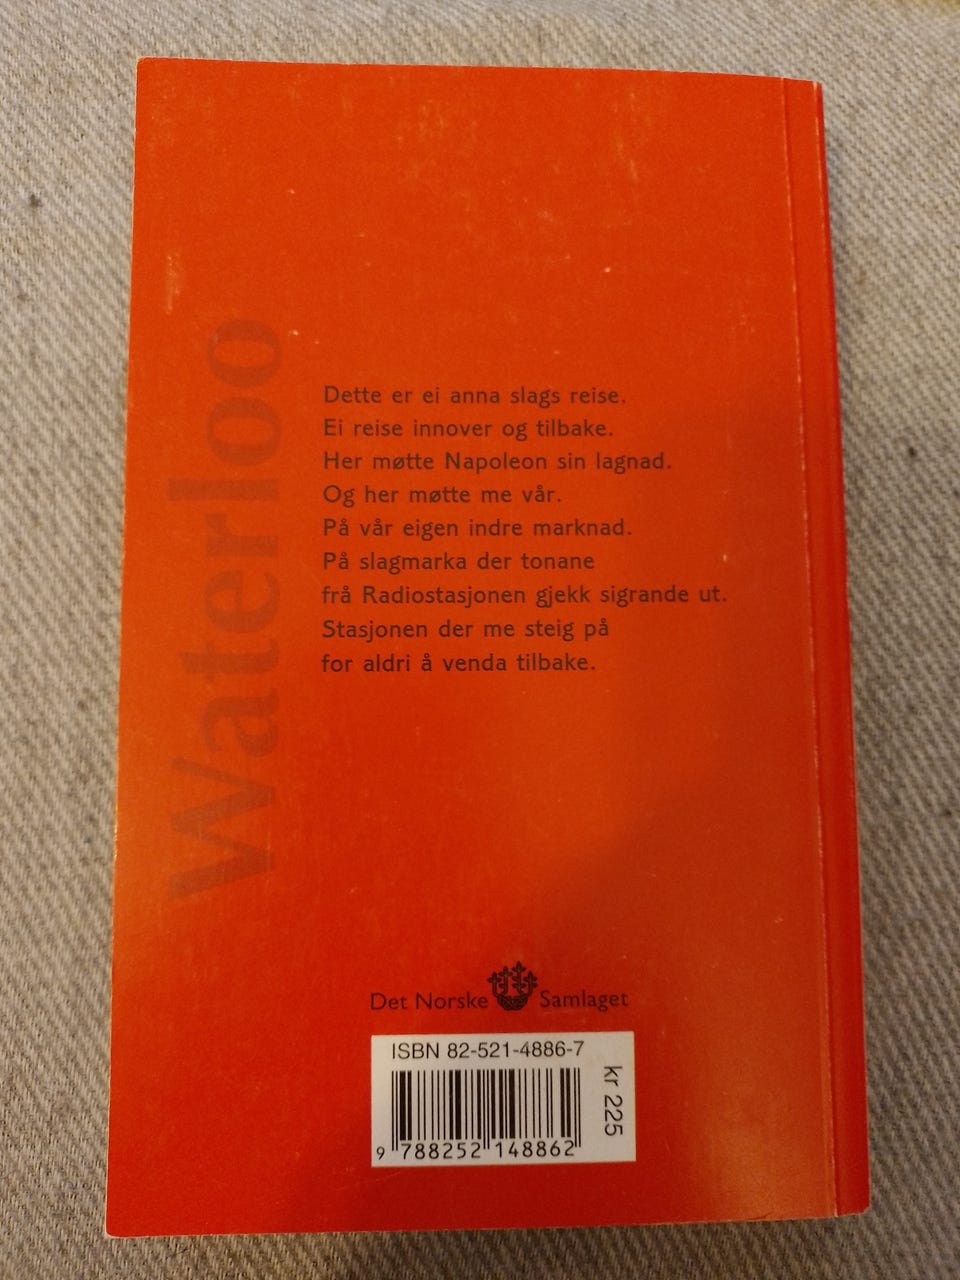 Waterloo
Dette er ei anna slags reise.
Ei reise innover og tilbake.
Her møtte Napoleon sin lagnad.
Og her møtte me vår.
På vår eigen indre marknad.
På slagmarka der tonane
frå Radiostasjonen gjekk sigrande ut.
Stasjonen der me steig på
for aldri å venda tilbake.
Det Norske Samlaget
ISBN 82-521-4886-7
kr 225
9 788252 148862